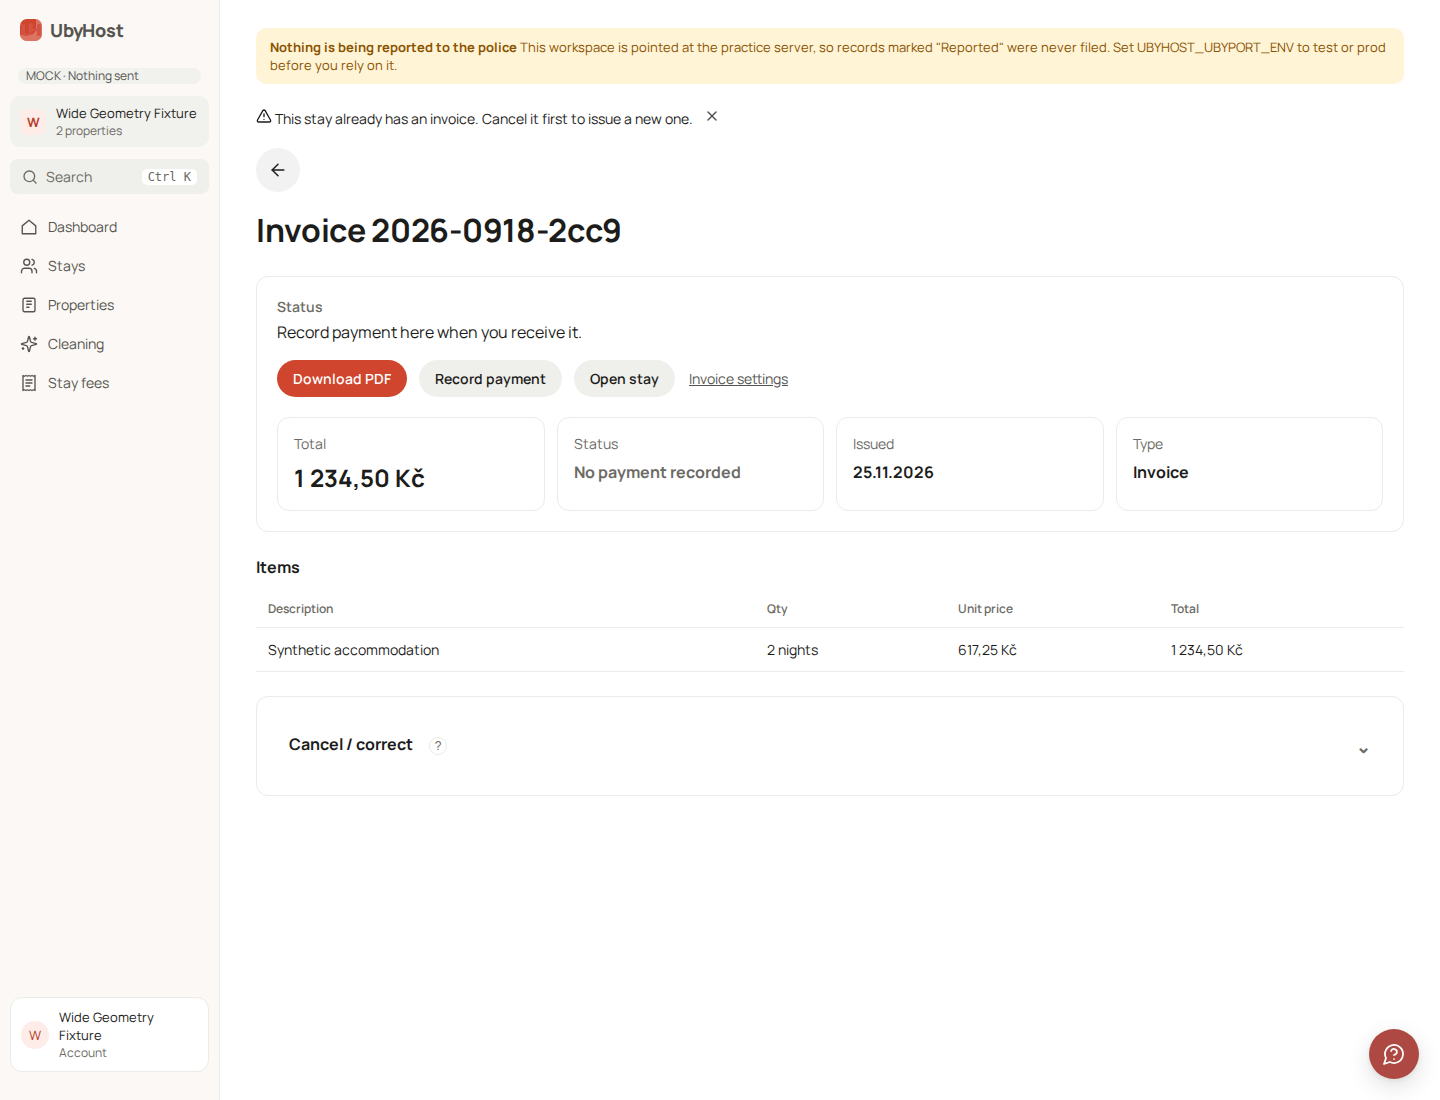 UbyHost
MOCK · Nothing sent
W
Wide Geometry Fixture
2 properties
Search
Ctrl K
Dashboard
Stays
Properties
Cleaning
Stay fees
W
Wide Geometry
Fixture
Account
Nothing is being reported to the police This workspace is pointed at the practice server, so records marked "Reported" were never filed. Set UBYHOST_UBYPORT_ENV to test or prod
before you rely on it.
This stay already has an invoice. Cancel it first to issue a new one.
Invoice 2026-0918-2cc9
Status
Record payment here when you receive it.
Download PDF
Record payment
Open stay
Invoice settings
Total
1 234,50 Kč
Status
No payment recorded
Issued
25.11.2026
Type
Invoice
Items
Description
Qty
Unit price
Total
Synthetic accommodation
2 nights
617,25 Kč
1 234,50 Kč
Cancel / correct
?